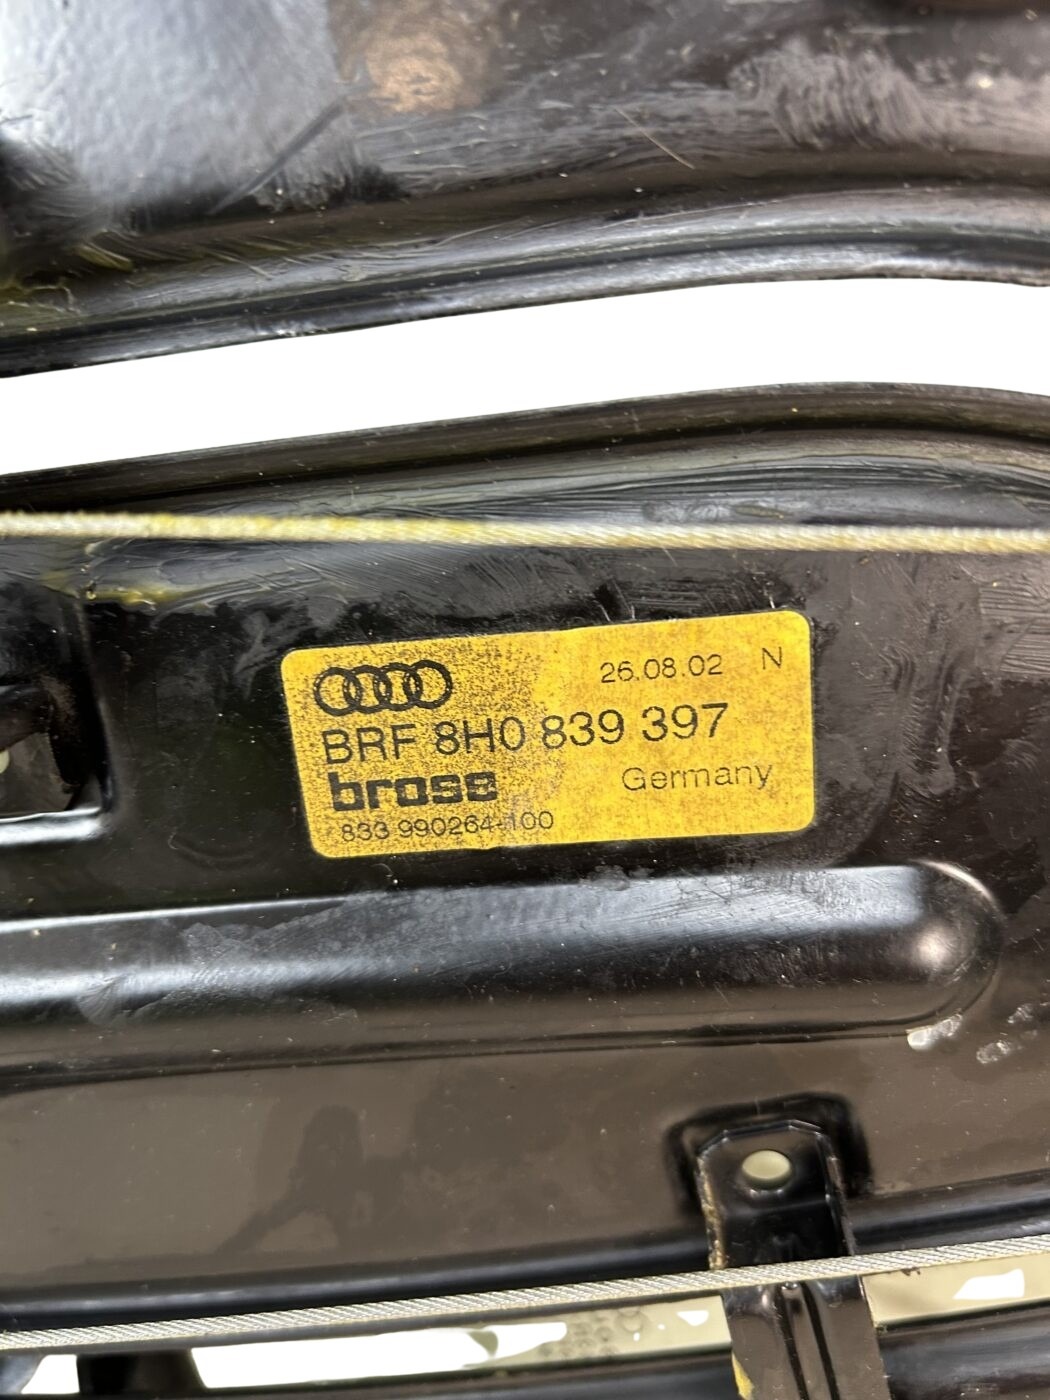 26.08.02 N
BRF 8H0 839 397
brose
Germany
833 990264-100